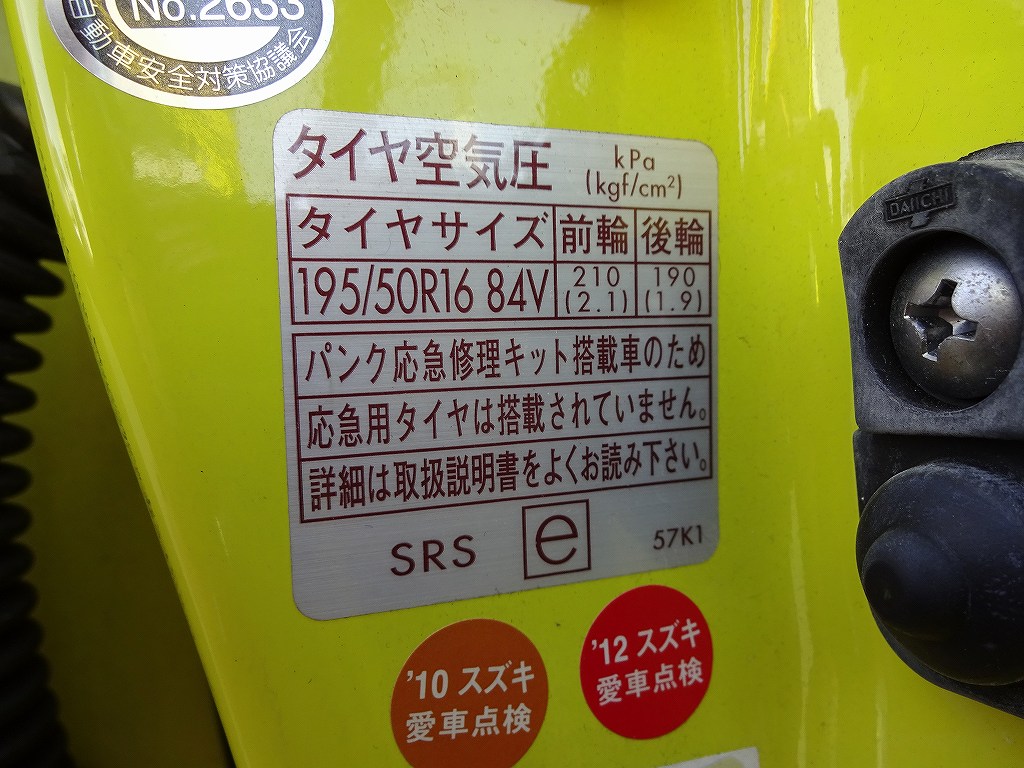 No.2633
自動車安全対策協議会
タイヤ空気圧 kPa
(kgf/cm²)
タイヤサイズ 前輪 後輪
195/50R16 84V 210 (2.1) 190 (1.9)
パンク応急修理キット搭載車のため
応急用タイヤは搭載されていません。
詳細は取扱説明書をよくお読み下さい。
SRS e 57K1
DAIICHI
'10 スズキ
愛車点検
'12 スズキ
愛車点検